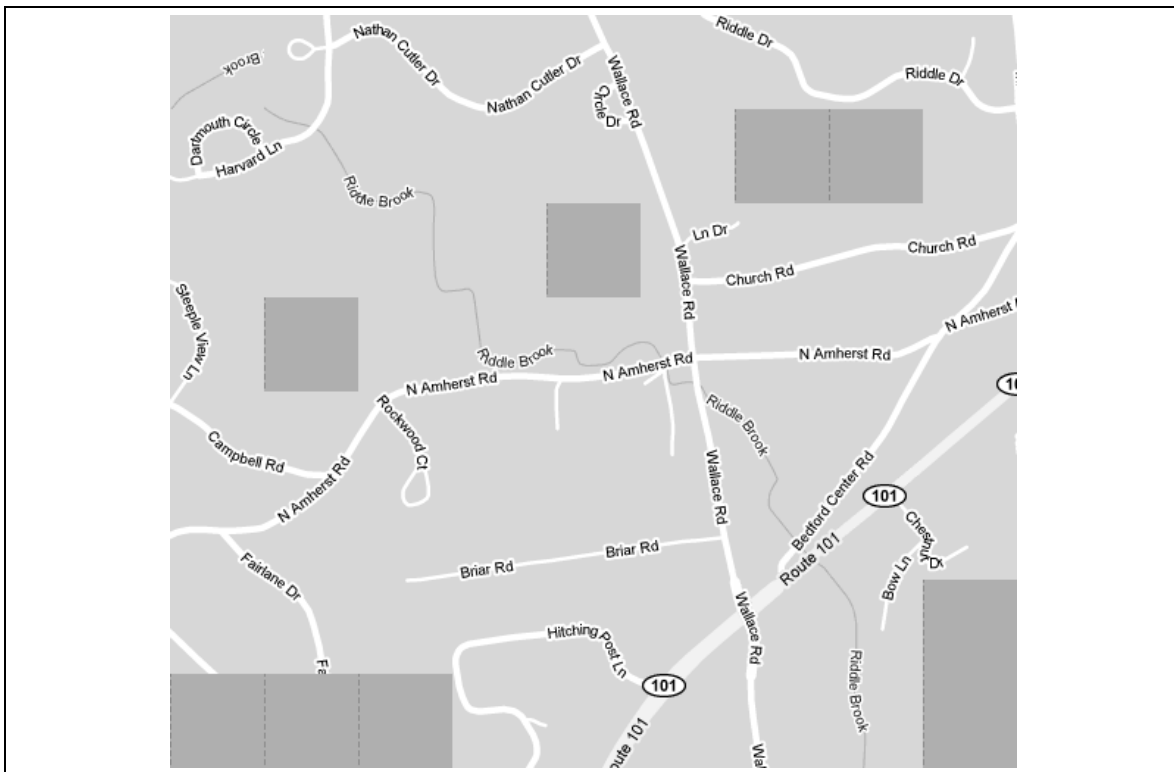 Nathan Cutler Dr
Riddle Dr
Brook
Nathan Cutler Dr
Wallace Rd
Riddle Dr
Circle Dr
Dartmouth Circle
Harvard Ln
Riddle Brook
Ln Dr
Church Rd
Wallace Rd
Church Rd
Steeple View Ln
N Amherst
Riddle Brook
N Amherst Rd
N Amherst Rd
N Amherst Rd
Rockwood Ct
Riddle Brook
Campbell Rd
Wallace Rd
N Amherst Rd
Bedford Center Rd
101
Chestnut Dr
Route 101
Briar Rd
Briar Rd
Fairlane Dr
Bow Ln
Wallace Rd
Hitching Post Ln
Riddle Brook
101
Route 101